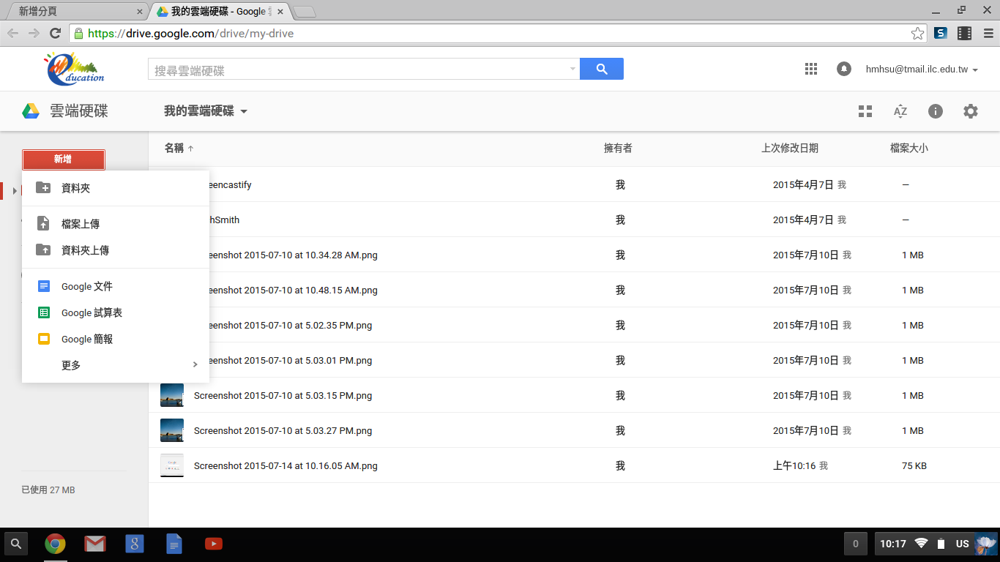 新增分頁
我的雲端硬碟 - Google
https://drive.google.com/drive/my-drive
S
education
搜尋雲端硬碟
hmhsu@tmail.ilc.edu.tw
雲端硬碟
我的雲端硬碟
AZ
新增
名稱 擁有者 上次修改日期 檔案大小
資料夾
檔案上傳
資料夾上傳
Google 文件
Google 試算表
Google 簡報
更多
eencastify 我 2015年4月7日 我 —
hSmith 我 2015年4月7日 我 —
eenshot 2015-07-10 at 10.34.28 AM.png 我 2015年7月10日 我 1 MB
eenshot 2015-07-10 at 10.48.15 AM.png 我 2015年7月10日 我 1 MB
eenshot 2015-07-10 at 5.02.35 PM.png 我 2015年7月10日 我 1 MB
eenshot 2015-07-10 at 5.03.01 PM.png 我 2015年7月10日 我 1 MB
Screenshot 2015-07-10 at 5.03.15 PM.png 我 2015年7月10日 我 1 MB
Screenshot 2015-07-10 at 5.03.27 PM.png 我 2015年7月10日 我 1 MB
Screenshot 2015-07-14 at 10.16.05 AM.png 我 上午10:16 我 75 KB
已使用 27 MB
8
0
10:17 US